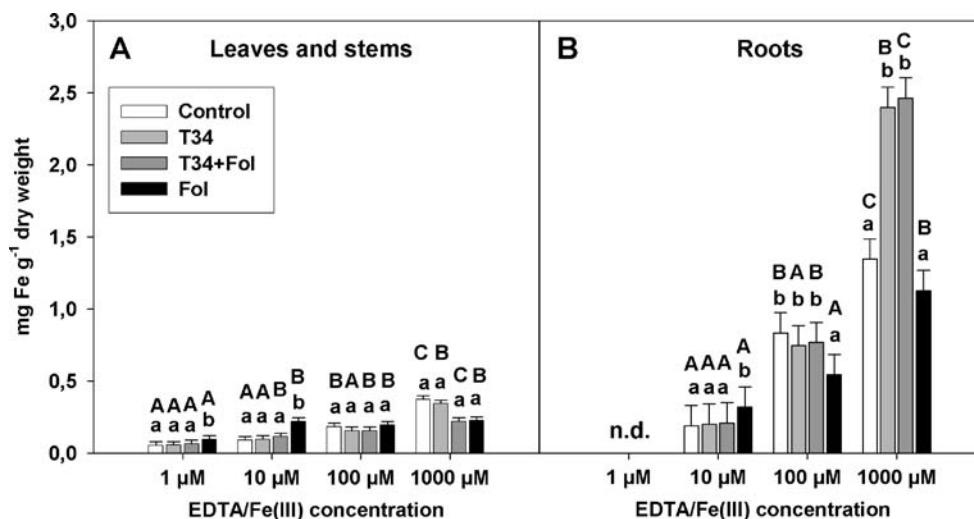 A Leaves and stems
B Roots
Control
T34
T34+Fol
Fol
mg Fe g⁻¹ dry weight
3,0
2,5
2,0
1,5
1,0
0,5
0,0
A A A A
a a a b
A A B B
a a a b
B A B B
a a a a
C B C B
a a a a
n.d.
A A A A
a a a b
B A B A
b b b a
C B C B
a b b a
1 µM 10 µM 100 µM 1000 µM
EDTA/Fe(III) concentration
1 µM 10 µM 100 µM 1000 µM
EDTA/Fe(III) concentration